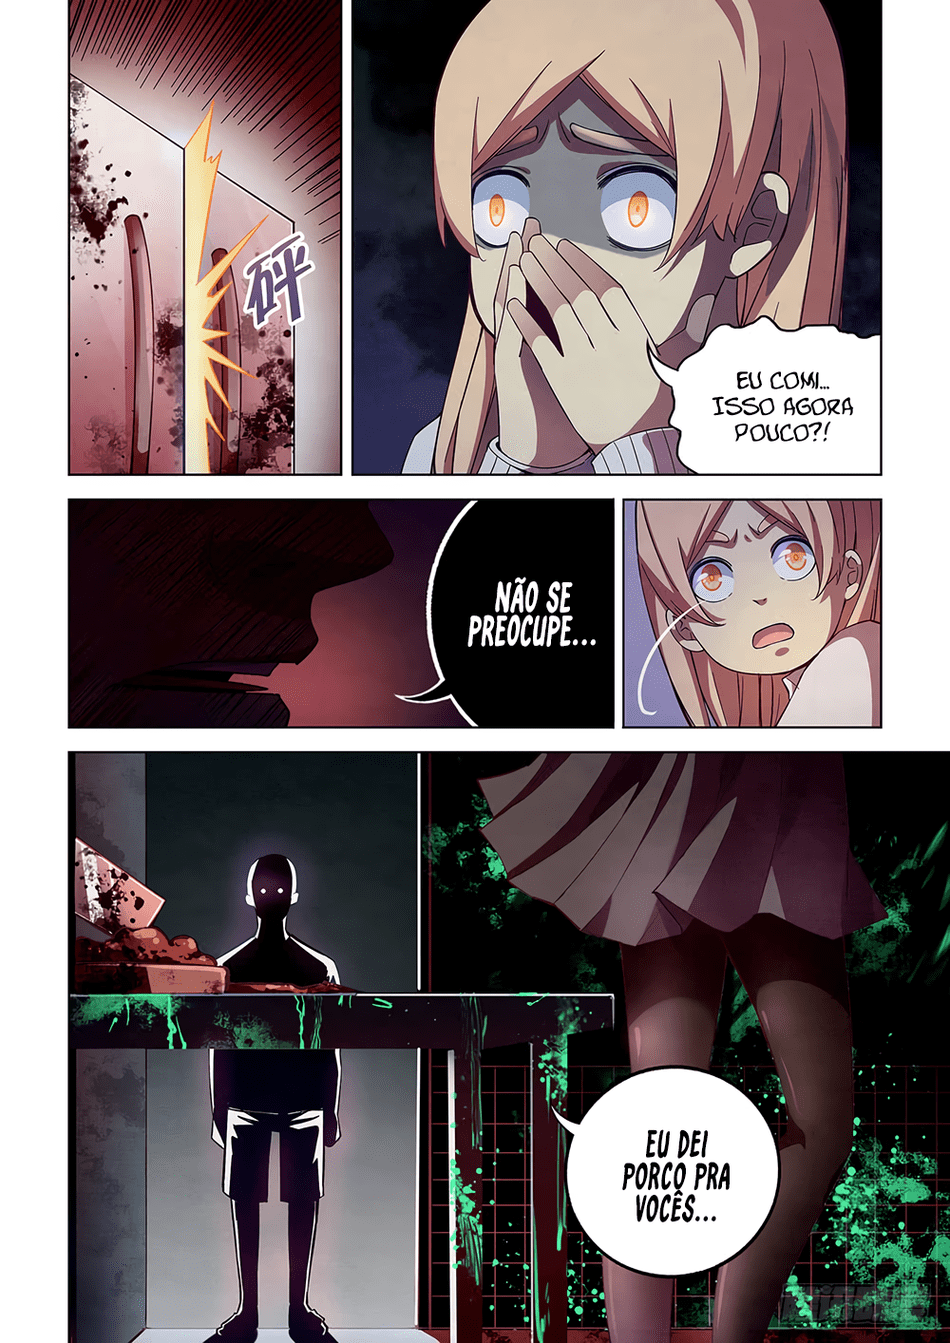 砰
EU COMI...
ISSO AGORA
POUCO?!
NÃO SE
PREOCUPE...
EU DEI
PORCO PRA
VOCÊS...